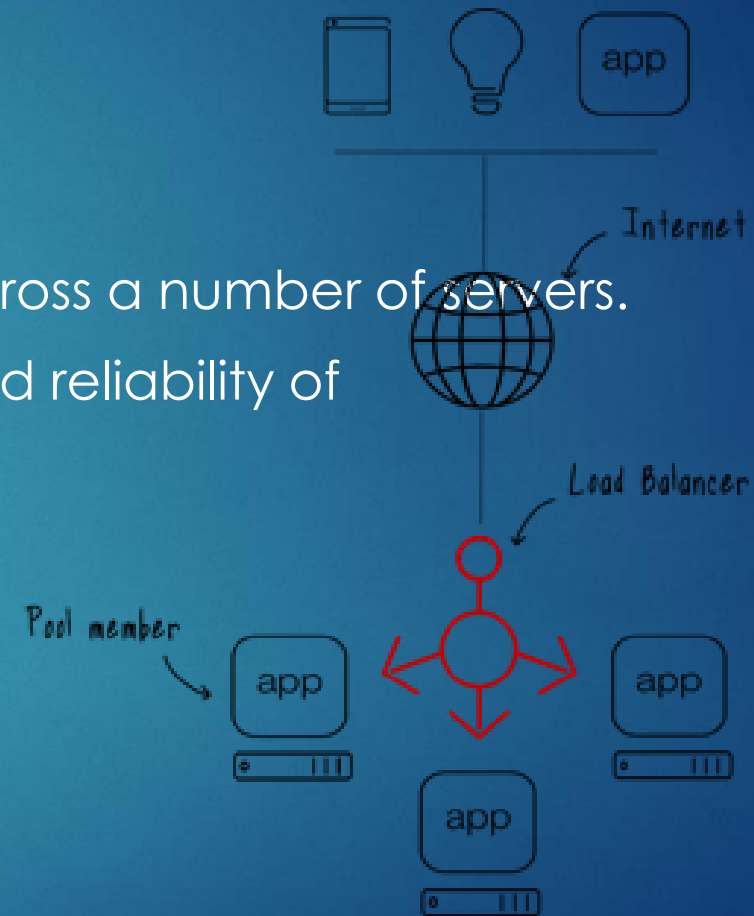 app
Internet
ross a number of servers.
d reliability of
Load Balancer
Pool member
app
app
app